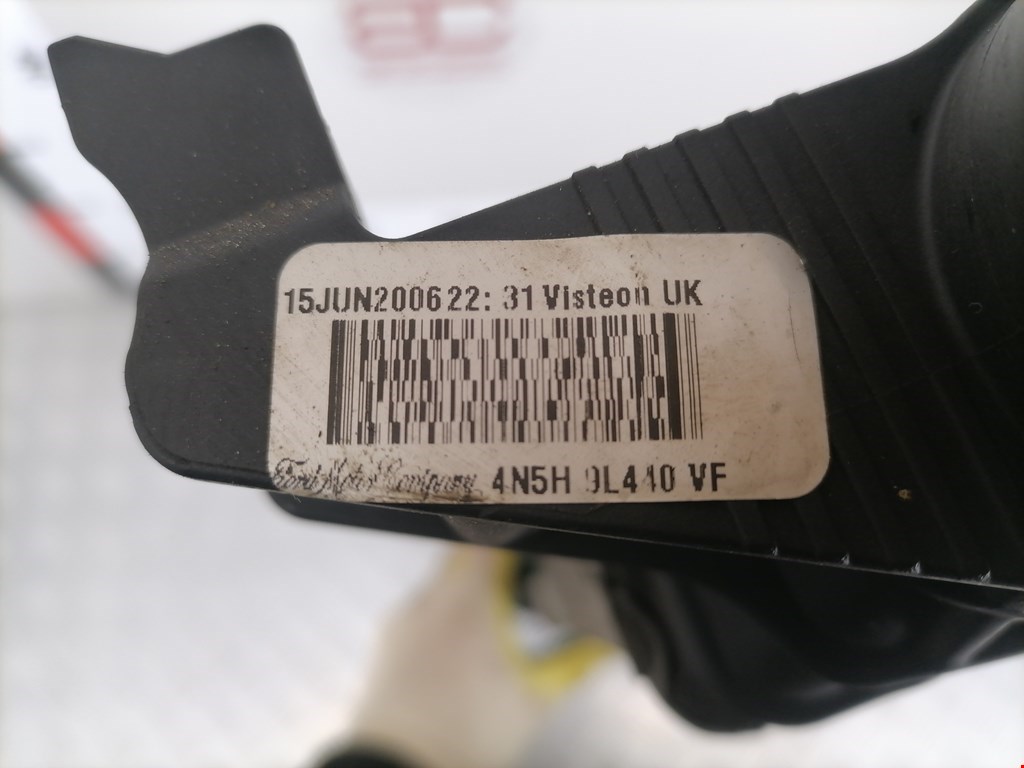 15JUN2006 22: 31 Visteon UK
Ford Motor Company 4N5H 9L440 VF